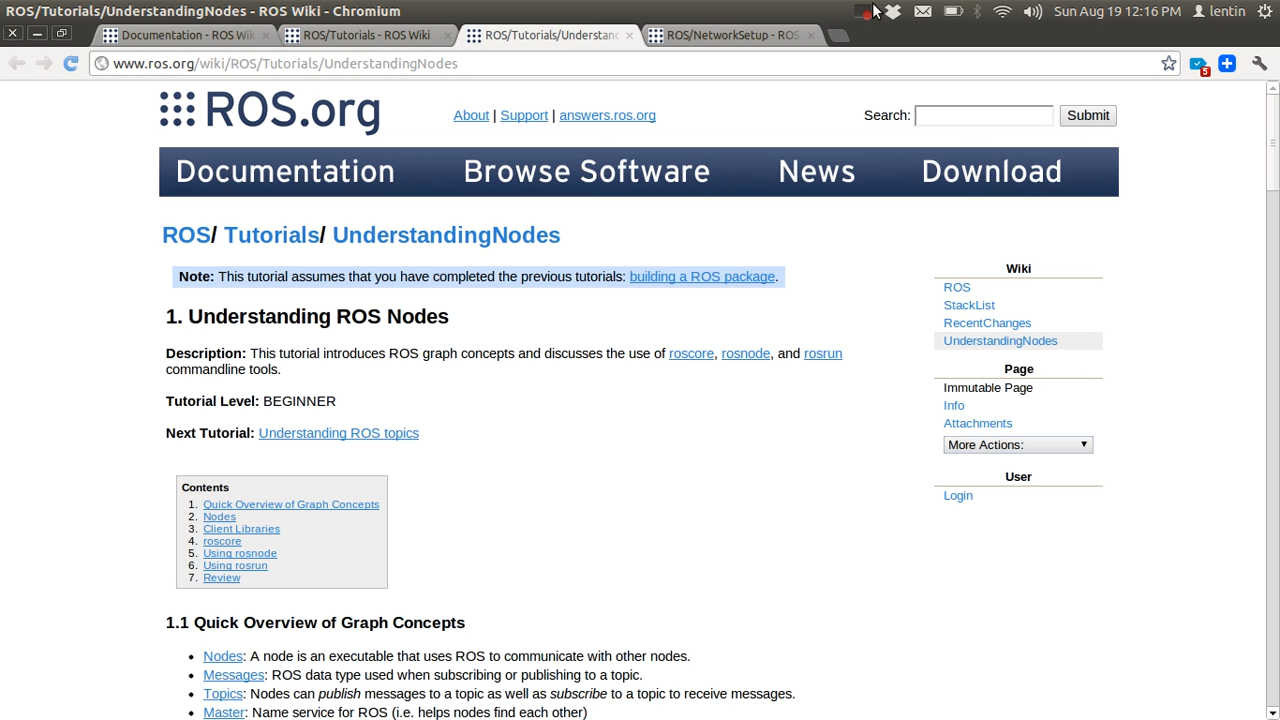 ROS/Tutorials/UnderstandingNodes - ROS Wiki - Chromium
Sun Aug 19 12:16 PM
lentin
Documentation - ROS Wik
ROS/Tutorials - ROS Wiki
ROS/Tutorials/Understand
ROS/NetworkSetup - ROS
www.ros.org/wiki/ROS/Tutorials/UnderstandingNodes
5
ROS.org
About | Support | answers.ros.org
Search:
Submit
Documentation
Browse Software
News
Download
ROS/ Tutorials/ UnderstandingNodes
Note: This tutorial assumes that you have completed the previous tutorials: building a ROS package.
1. Understanding ROS Nodes
Description: This tutorial introduces ROS graph concepts and discusses the use of roscore, rosnode, and rosrun
commandline tools.
Tutorial Level: BEGINNER
Next Tutorial: Understanding ROS topics
Contents
1. Quick Overview of Graph Concepts
2. Nodes
3. Client Libraries
4. roscore
5. Using rosnode
6. Using rosrun
7. Review
1.1 Quick Overview of Graph Concepts
• Nodes: A node is an executable that uses ROS to communicate with other nodes.
• Messages: ROS data type used when subscribing or publishing to a topic.
• Topics: Nodes can publish messages to a topic as well as subscribe to a topic to receive messages.
• Master: Name service for ROS (i.e. helps nodes find each other)
Wiki
ROS
StackList
RecentChanges
UnderstandingNodes
Page
Immutable Page
Info
Attachments
More Actions:
User
Login